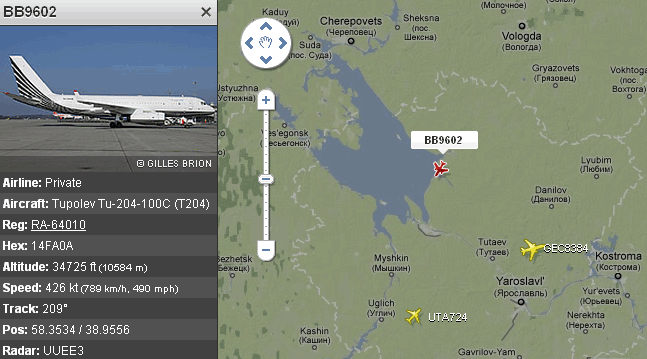 BB9602
© GILLES BRION
Airline: Private
Aircraft: Tupolev Tu-204-100C (T204)
Reg: RA-64010
Hex: 14FA0A
Altitude: 34725 ft (10584 m)
Speed: 426 kt (789 km/h, 490 mph)
Track: 209°
Pos: 58.3534 / 38.9556
Radar: UUEE3
Kaduy
(Кадуй)
Cherepovets
(Череповец)
Sheksna
(пос.
Шексна)
Vologda
(Вологда)
Suda
(пос. Суда)
Gryazovets
(Грязовец)
Vokhtoga
(пос.
Вохтога)
Ustyuzhna
(Устюжна)
Ves'egonsk
(Весьегонск)
BB9602
Lyubim
(Любим)
Danilov
(Данилов)
Bezhetsk
(Бежецк)
Myshkin
(Мышкин)
Tutaev
(Тутаев)
GEC8384
Kostroma
(Кострома)
Yaroslavl'
(Ярославль)
Uglich
(Углич)
UTA724
Yur'evets
(Юрьевец)
Nerekhta
(Нерехта)
Kashin
(Кашин)
Gavrilov-Yam